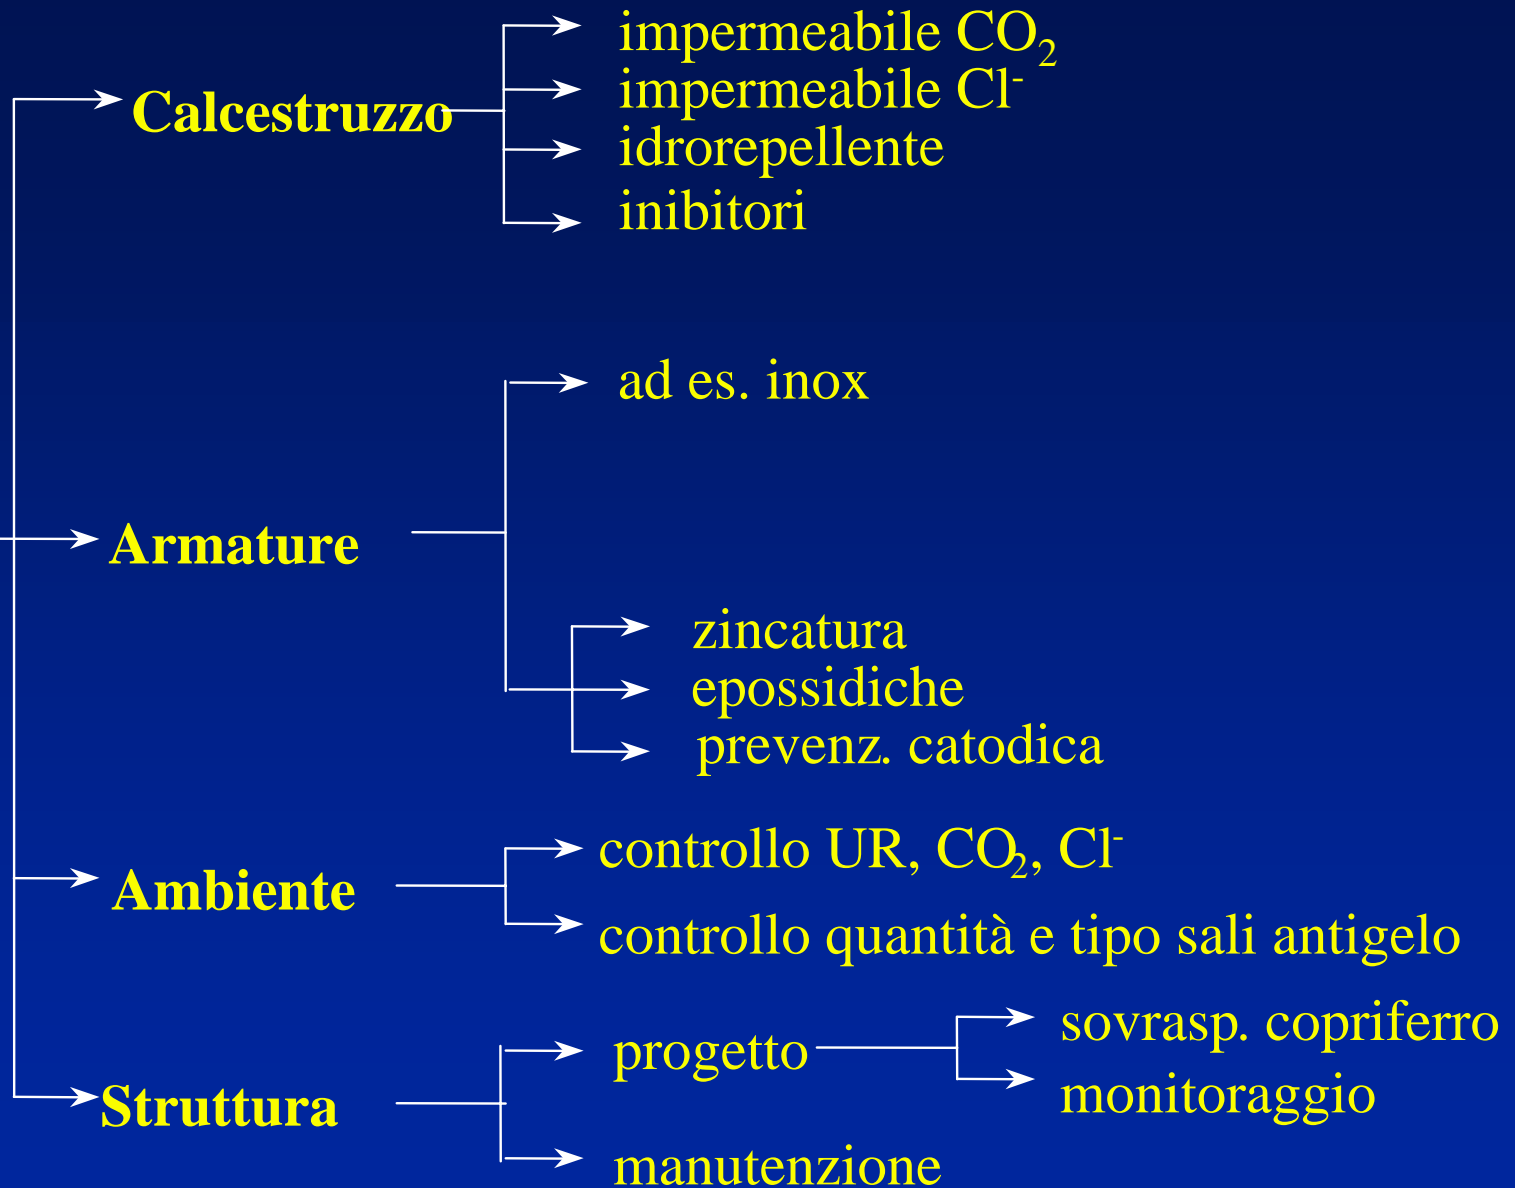 Calcestruzzo
impermeabile CO₂
impermeabile Cl⁻
idrorepellente
inibitori
Armature
ad es. inox
zincatura
epossidiche
prevenz. catodica
Ambiente
controllo UR, CO₂, Cl⁻
controllo quantità e tipo sali antigelo
Struttura
progetto
sovrasp. copriferro
monitoraggio
manutenzione